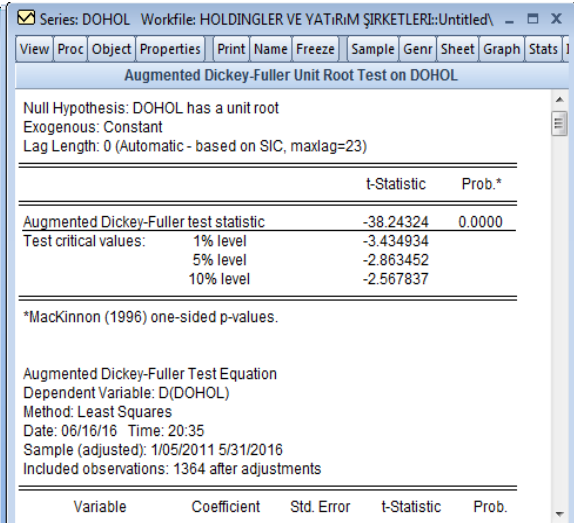 Series: DOHOL Workfile: HOLDINGLER VE YATıRıM ŞIRKETLERI::Untitled\
View Proc Object Properties Print Name Freeze Sample Genr Sheet Graph Stats
Augmented Dickey-Fuller Unit Root Test on DOHOL
Null Hypothesis: DOHOL has a unit root
Exogenous: Constant
Lag Length: 0 (Automatic - based on SIC, maxlag=23)
t-Statistic Prob.*
Augmented Dickey-Fuller test statistic -38.24324 0.0000
Test critical values: 1% level -3.434934
5% level -2.863452
10% level -2.567837
*MacKinnon (1996) one-sided p-values.
Augmented Dickey-Fuller Test Equation
Dependent Variable: D(DOHOL)
Method: Least Squares
Date: 06/16/16 Time: 20:35
Sample (adjusted): 1/05/2011 5/31/2016
Included observations: 1364 after adjustments
Variable Coefficient Std. Error t-Statistic Prob.